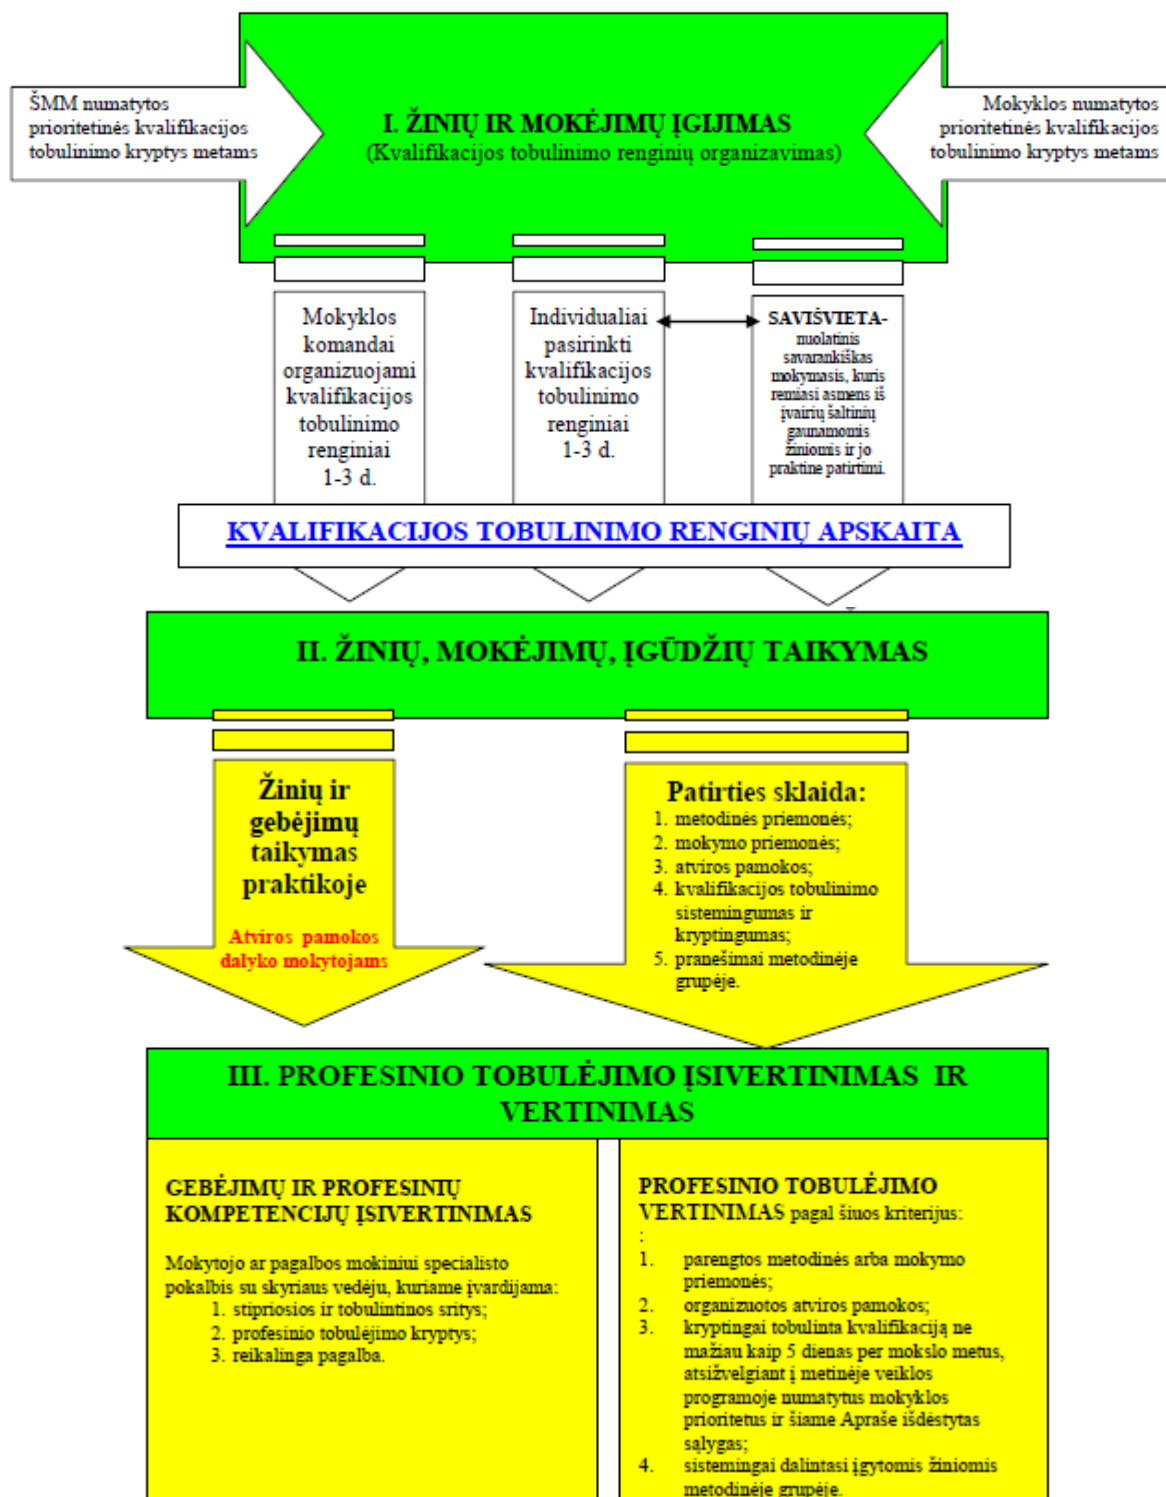 ŠMM numatytos
prioritetinės kvalifikacijos
tobulinimo kryptys metams
I. ŽINIŲ IR MOKĖJIMŲ ĮGIJIMAS
(Kvalifikacijos tobulinimo renginių organizavimas)
Mokyklos numatytos
prioritetinės kvalifikacijos
tobulinimo kryptys metams
Mokyklos
komandai
organizuojami
kvalifikacijos
tobulinimo
renginiai
1-3 d.
Individualiai
pasirinkti
kvalifikacijos
tobulinimo
renginiai
1-3 d.
SAVIŠVIETA-
nuolatinis
savarankiškas
mokymasis, kuris
remiasi asmens iš
įvairių šaltinių
gaunamomis
žiniomis ir jo
praktine patirtimi.
KVALIFIKACIJOS TOBULINIMO RENGINIŲ APSKAITA
II. ŽINIŲ, MOKĖJIMŲ, ĮGŪDŽIŲ TAIKYMAS
Žinių ir
gebėjimų
taikymas
praktikoje
Atviros pamokos
dalyko mokytojams
Patirties sklaida:
1. metodinės priemonės;
2. mokymo priemonės;
3. atviros pamokos;
4. kvalifikacijos tobulinimo
sistemingumas ir
kryptingumas;
5. pranešimai metodinėje
grupėje.
III. PROFESINIO TOBULĖJIMO ĮSIVERTINIMAS IR
VERTINIMAS
GEBĖJIMŲ IR PROFESINIŲ
KOMPETENCIJŲ ĮSIVERTINIMAS
Mokytojo ar pagalbos mokiniui specialisto
pokalbis su skyriaus vedėju, kuriame įvardijama:
1. stipriosios ir tobulintinos sritys;
2. profesinio tobulėjimo kryptys;
3. reikalinga pagalba.
PROFESINIO TOBULĖJIMO
VERTINIMAS pagal šiuos kriterijus:
:
1. parengtos metodinės arba mokymo
priemonės;
2. organizuotos atviros pamokos;
3. kryptingai tobulinta kvalifikaciją ne
mažiau kaip 5 dienas per mokslo metus,
atsižvelgiant į metinėje veiklos
programoje numatytus mokyklos
prioritetus ir šiame Apraše išdėstytas
sąlygas;
4. sistemingai dalintasi įgytomis žiniomis
metodinėje grupėje.